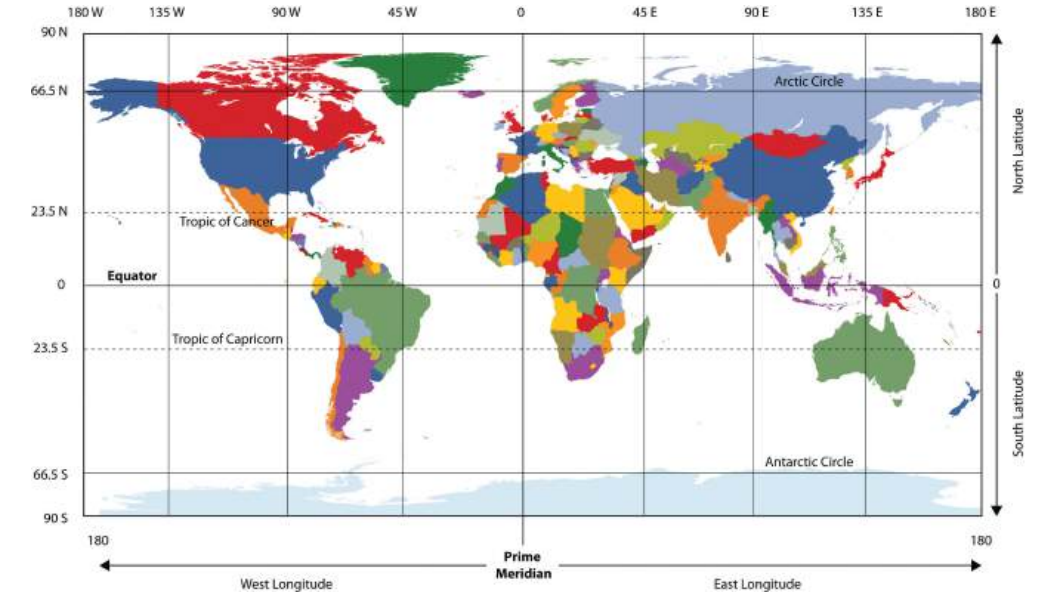 180 W 135 W 90 W 45 W 0 45 E 90 E 135 E 180 E
90 N
Arctic Circle
66.5 N
North Latitude
23.5 N
Tropic of Cancer
Equator
0
0
Tropic of Capricorn
23.5 S
South Latitude
Antarctic Circle
66.5 S
90 S
180
180
Prime
Meridian
West Longitude
East Longitude